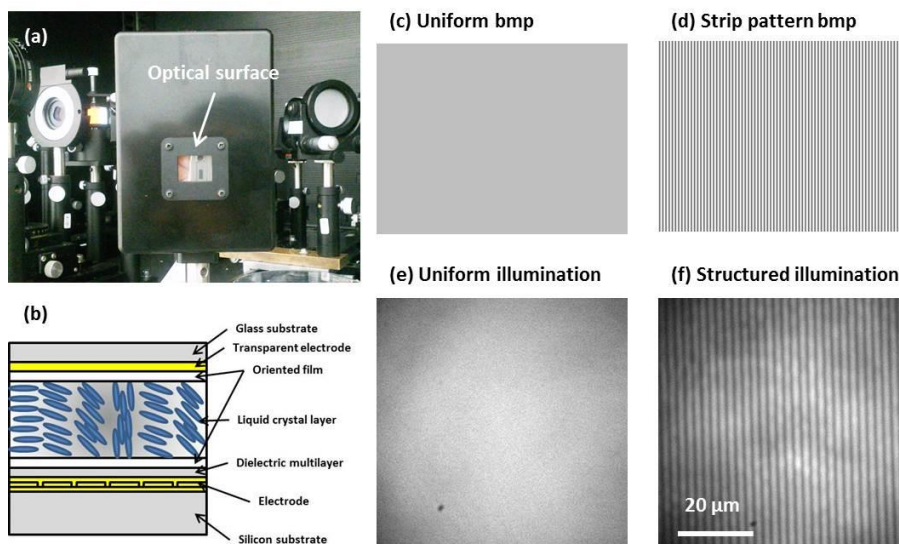 (a)
Optical surface
(b)
Glass substrate
Transparent electrode
Oriented film
Liquid crystal layer
Dielectric multilayer
Electrode
Silicon substrate
(c) Uniform bmp
(d) Strip pattern bmp
(e) Uniform illumination
(f) Structured illumination
20 μm